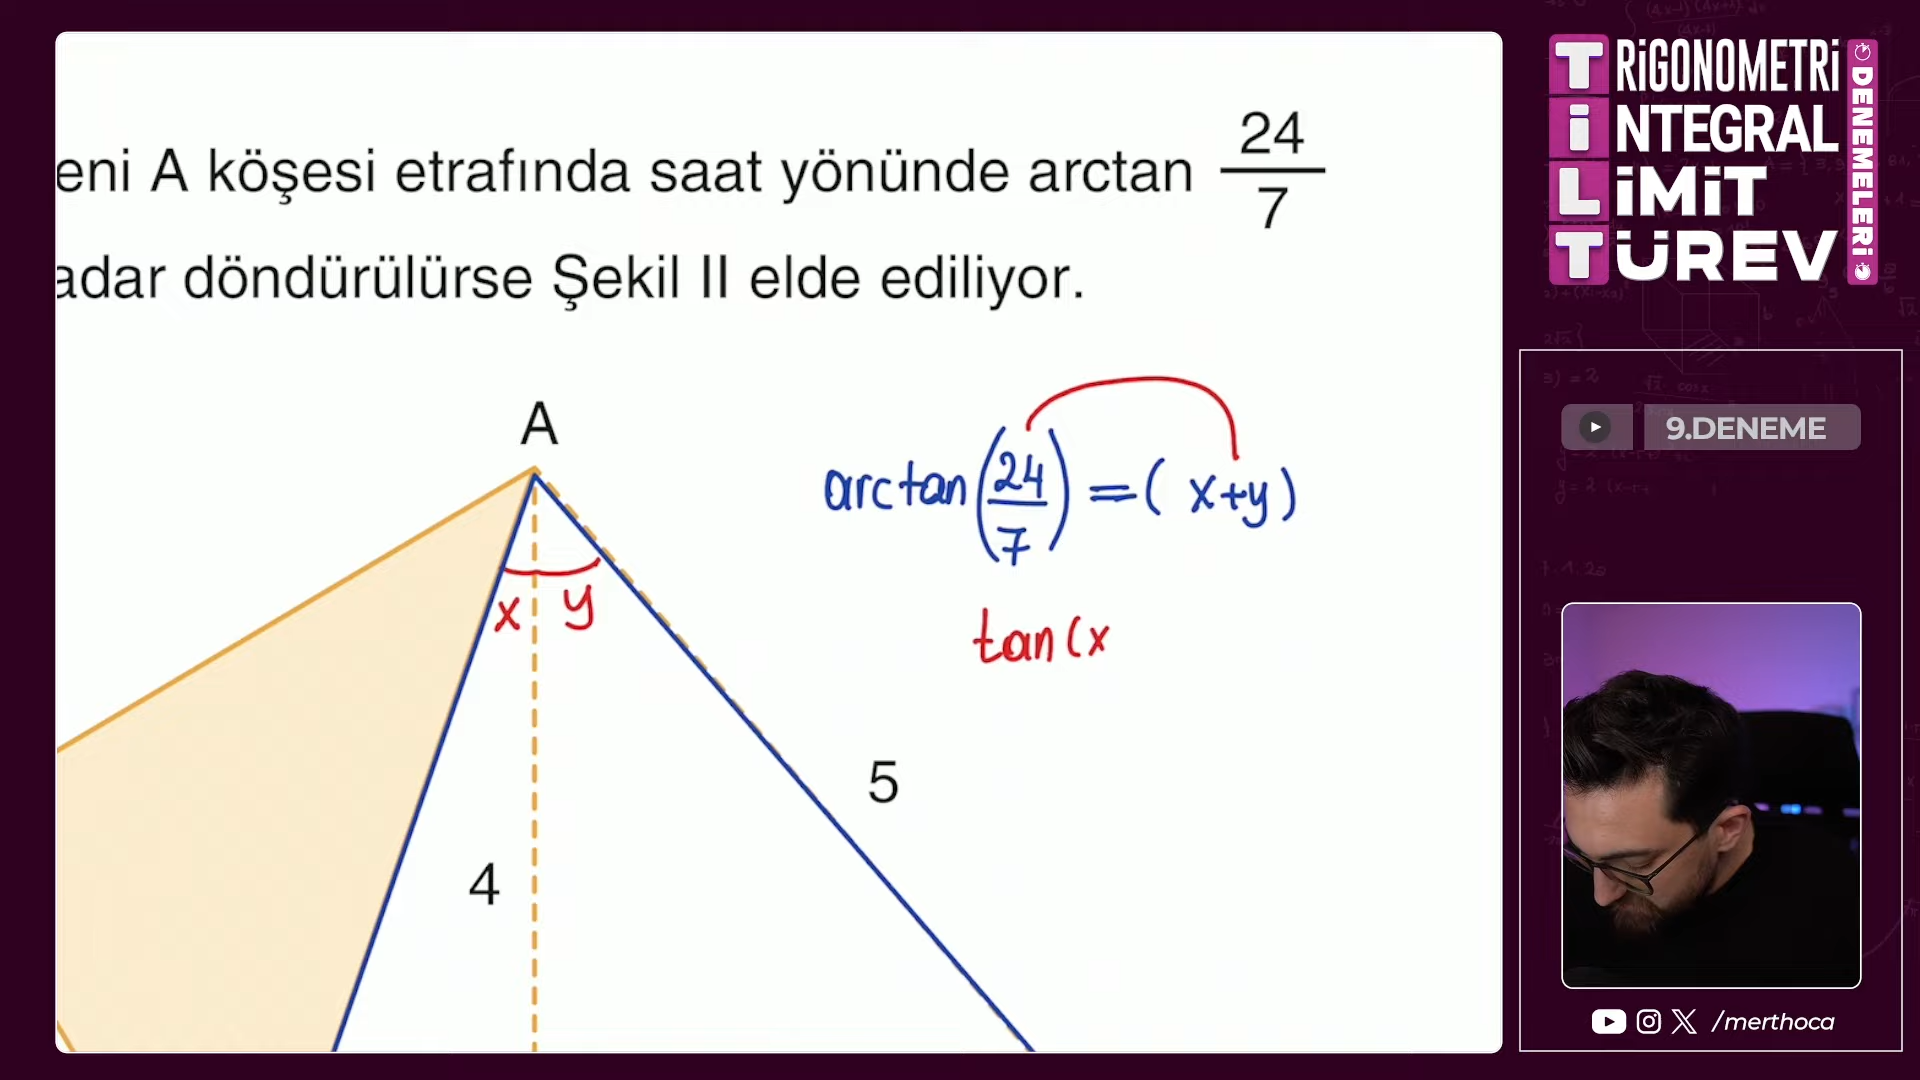 eni A köşesi etrafında saat yönünde arctan 24/7
adar döndürülürse Şekil II elde ediliyor.
A
arctan(24/7) = ( x+y)
x y
tan(x
5
4
TRiGONOMETRi
iNTEGRAL
LiMiT
TÜREV
DENEMELERi
9.DENEME
/merthoca